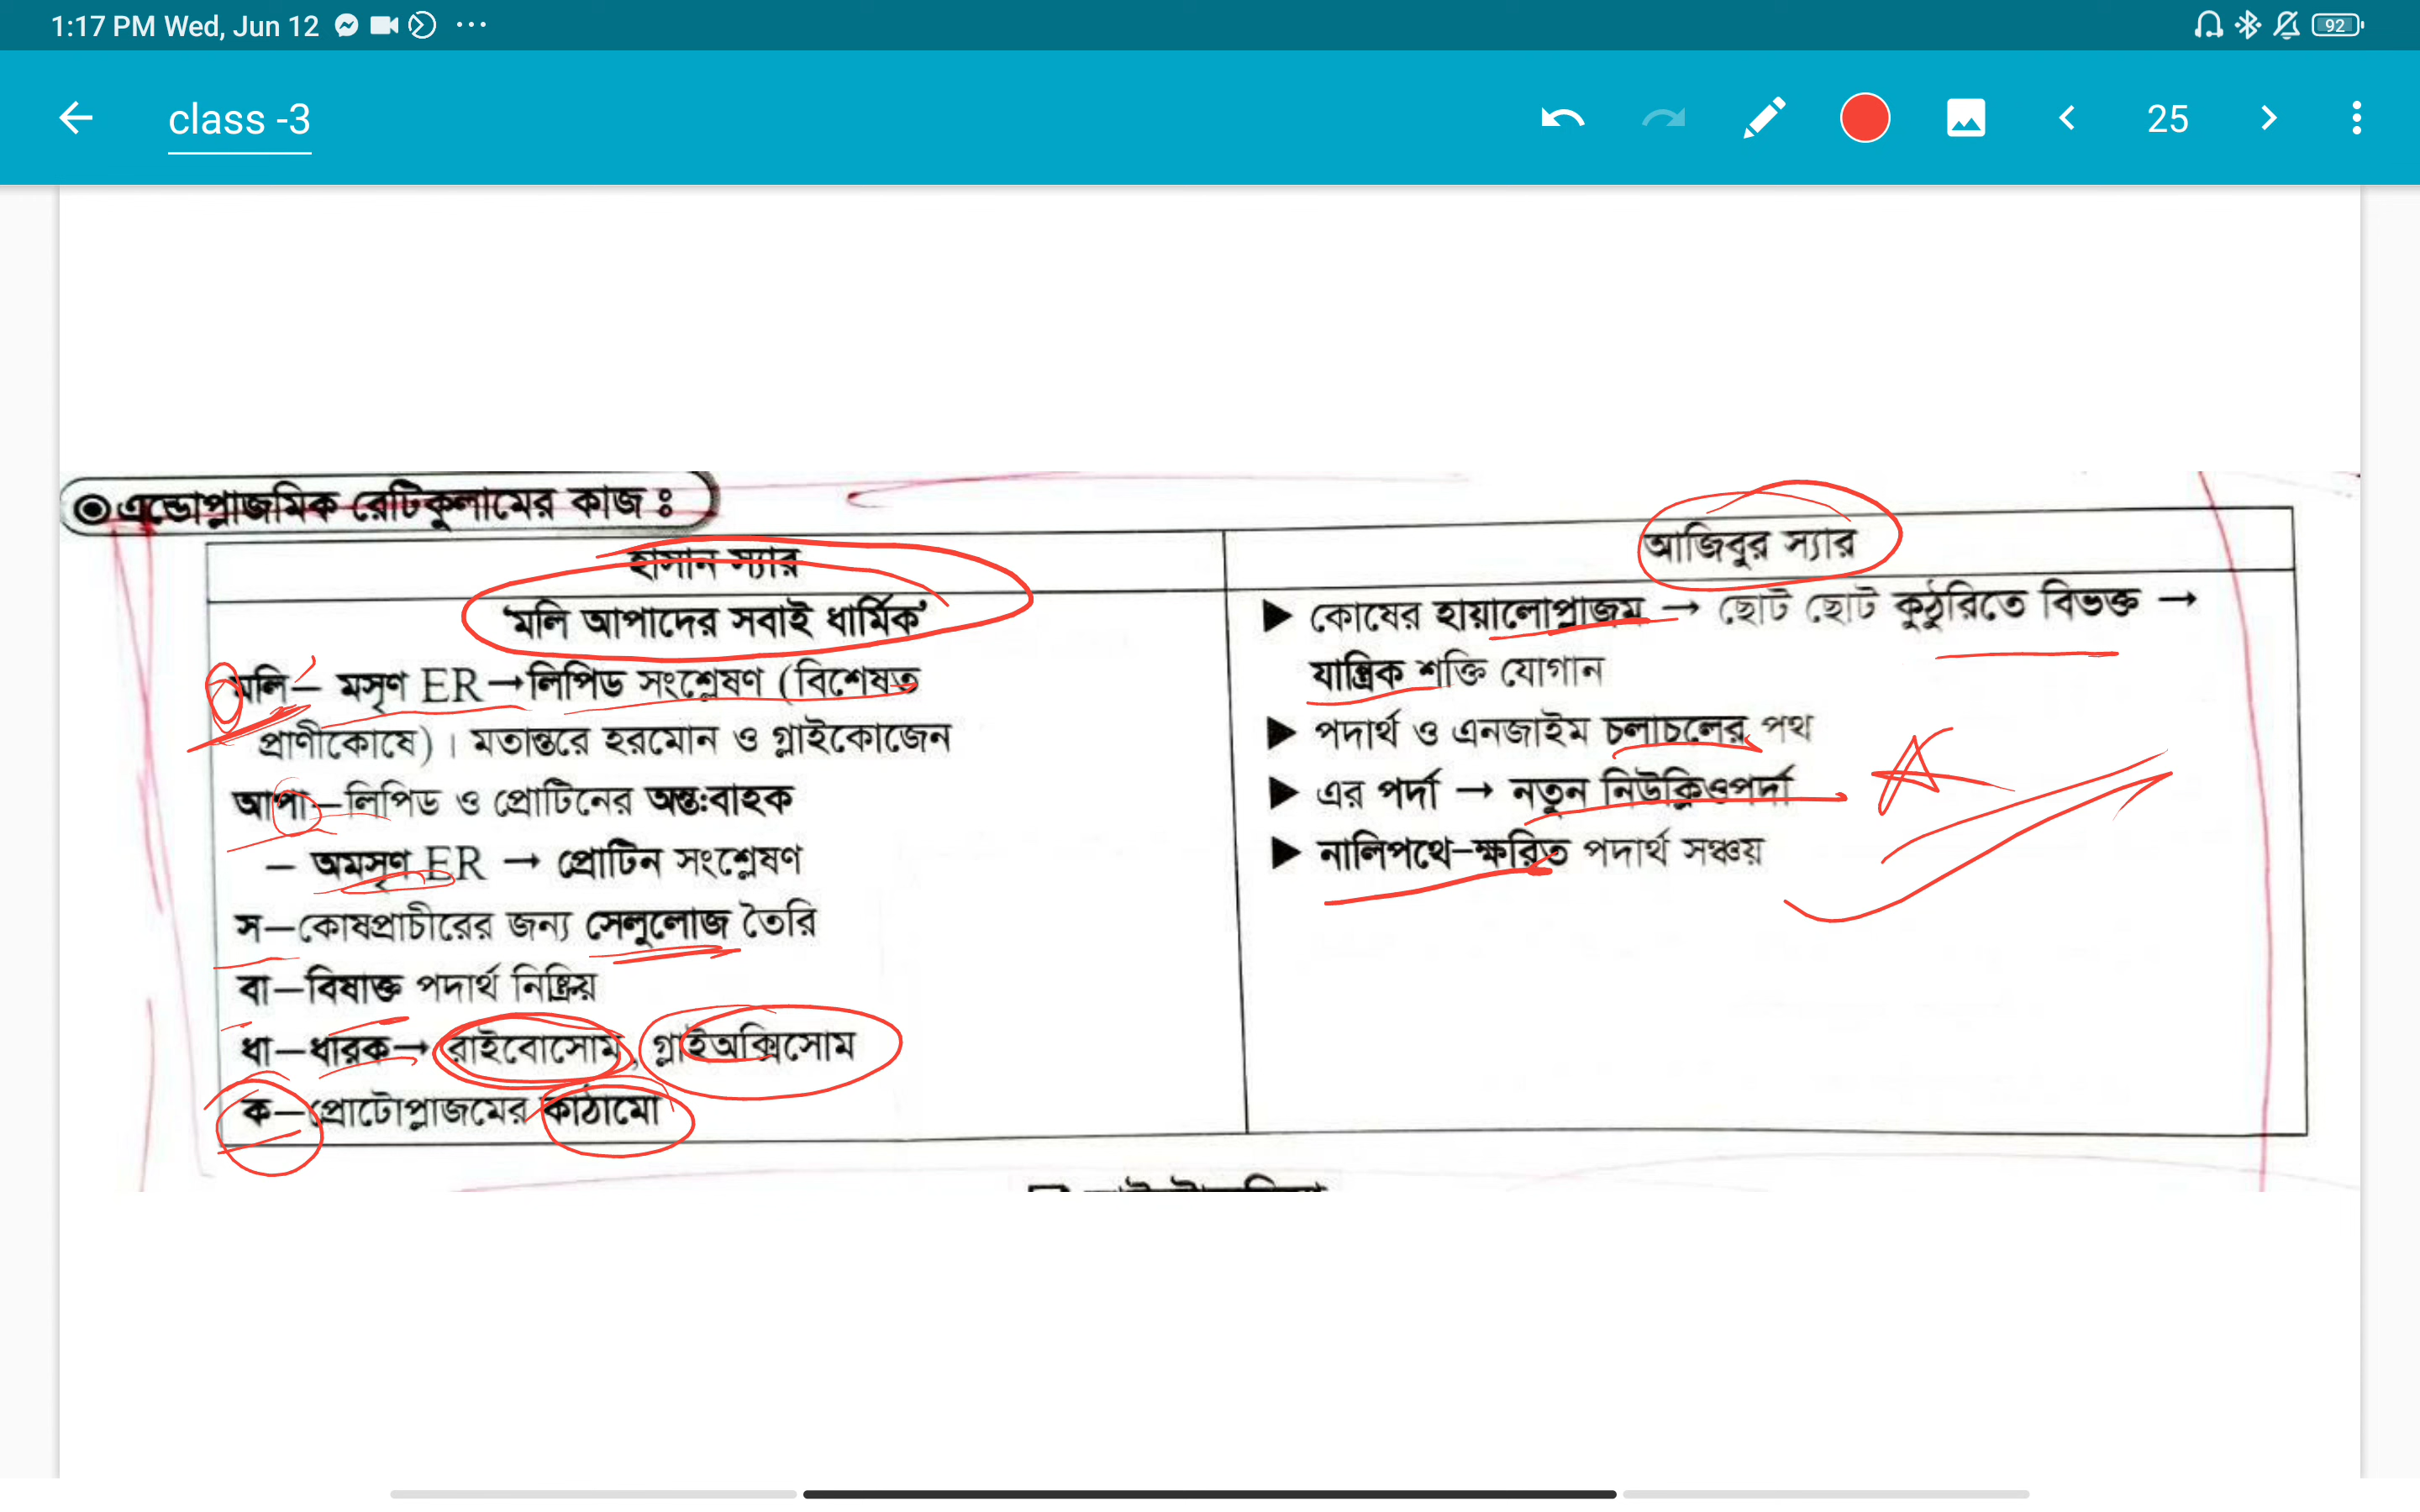 1:17 PM Wed, Jun 12
92
class -3
25
এন্ডোপ্লাজমিক রেটিকুলামের কাজ ঃ
হাসান স্যার
'মলি আপাদের সবাই ধার্মিক'
মলি– মসৃণ ER→লিপিড সংশ্লেষণ (বিশেষত
প্রাণীকোষে)। মতান্তরে হরমোন ও গ্লাইকোজেন
আপা–লিপিড ও প্রোটিনের অন্তঃবাহক
– অমসৃণ ER → প্রোটিন সংশ্লেষণ
স–কোষপ্রাচীরের জন্য সেলুলোজ তৈরি
বা–বিষাক্ত পদার্থ নিষ্ক্রিয়
ধা–ধারক→ রাইবোসোম, গ্লাইঅক্সিসোম
ক–প্রোটোপ্লাজমের কাঠামো
আজিবুর স্যার
▶ কোষের হায়ালোপ্লাজম → ছোট ছোট কুঠুরিতে বিভক্ত →
যান্ত্রিক শক্তি যোগান
▶ পদার্থ ও এনজাইম চলাচলের পথ
▶ এর পর্দা → নতুন নিউক্লিওপর্দা
▶ নালিপথে–ক্ষরিত পদার্থ সঞ্চয়